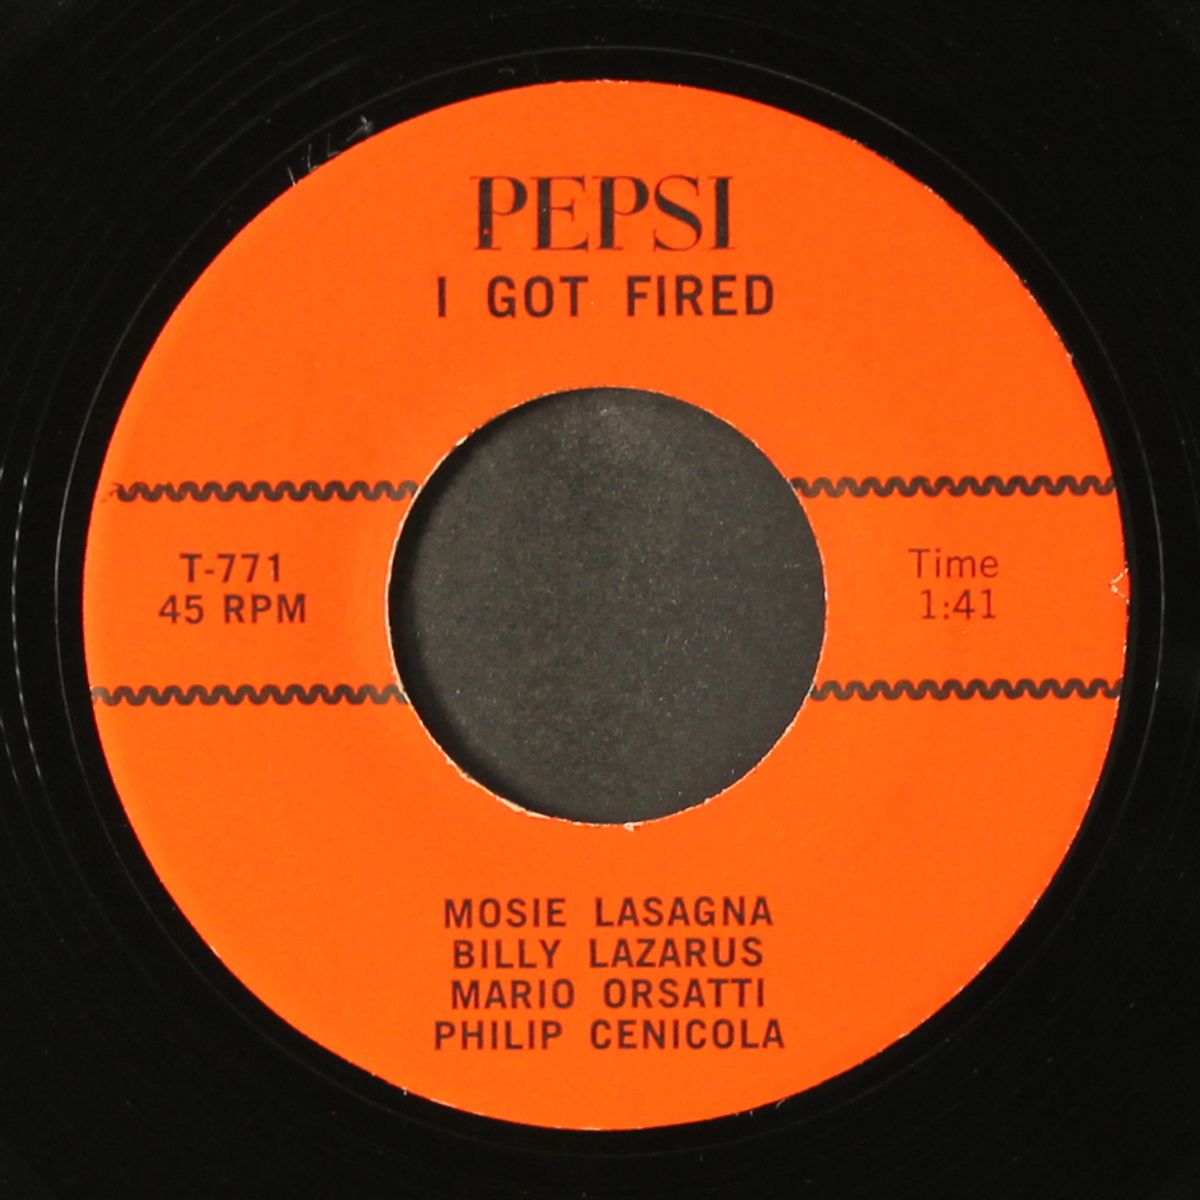 PEPSI
I GOT FIRED
T-771
45 RPM
Time
1:41
MOSIE LASAGNA
BILLY LAZARUS
MARIO ORSATTI
PHILIP CENICOLA